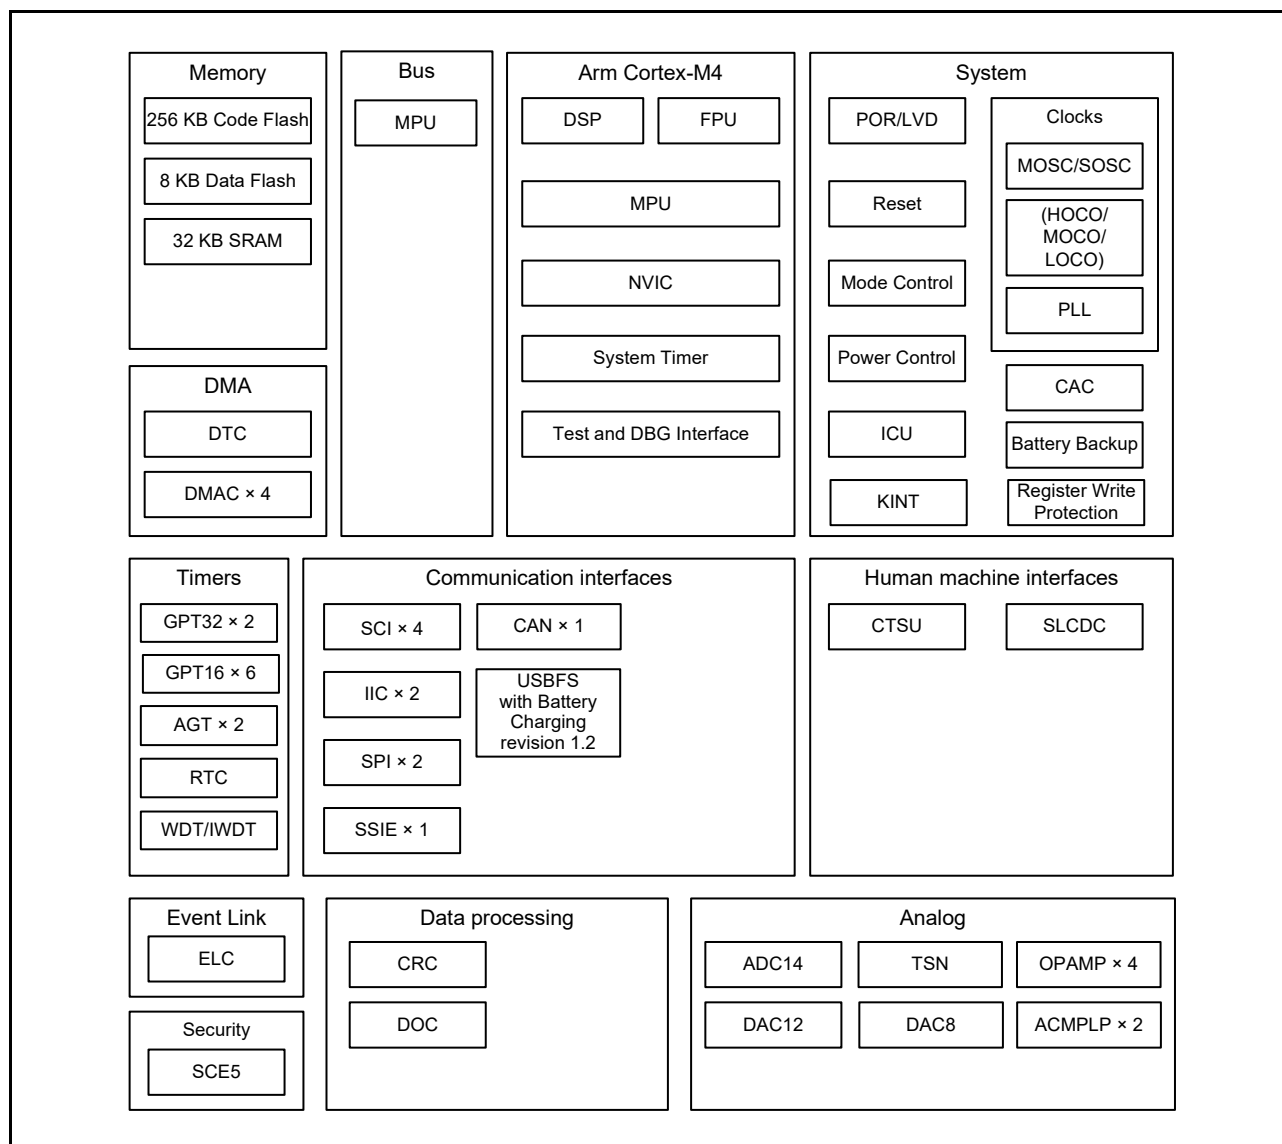 Memory
256 KB Code Flash
8 KB Data Flash
32 KB SRAM
DMA
DTC
DMAC × 4
Bus
MPU
Arm Cortex-M4
DSP
FPU
MPU
NVIC
System Timer
Test and DBG Interface
System
POR/LVD
Reset
Mode Control
Power Control
ICU
KINT
Clocks
MOSC/SOSC
(HOCO/
MOCO/
LOCO)
PLL
CAC
Battery Backup
Register Write
Protection
Timers
GPT32 × 2
GPT16 × 6
AGT × 2
RTC
WDT/IWDT
Communication interfaces
SCI × 4
IIC × 2
SPI × 2
SSIE × 1
CAN × 1
USBFS
with Battery
Charging
revision 1.2
Human machine interfaces
CTSU
SLCDC
Event Link
ELC
Security
SCE5
Data processing
CRC
DOC
Analog
ADC14
TSN
OPAMP × 4
DAC12
DAC8
ACMPLP × 2